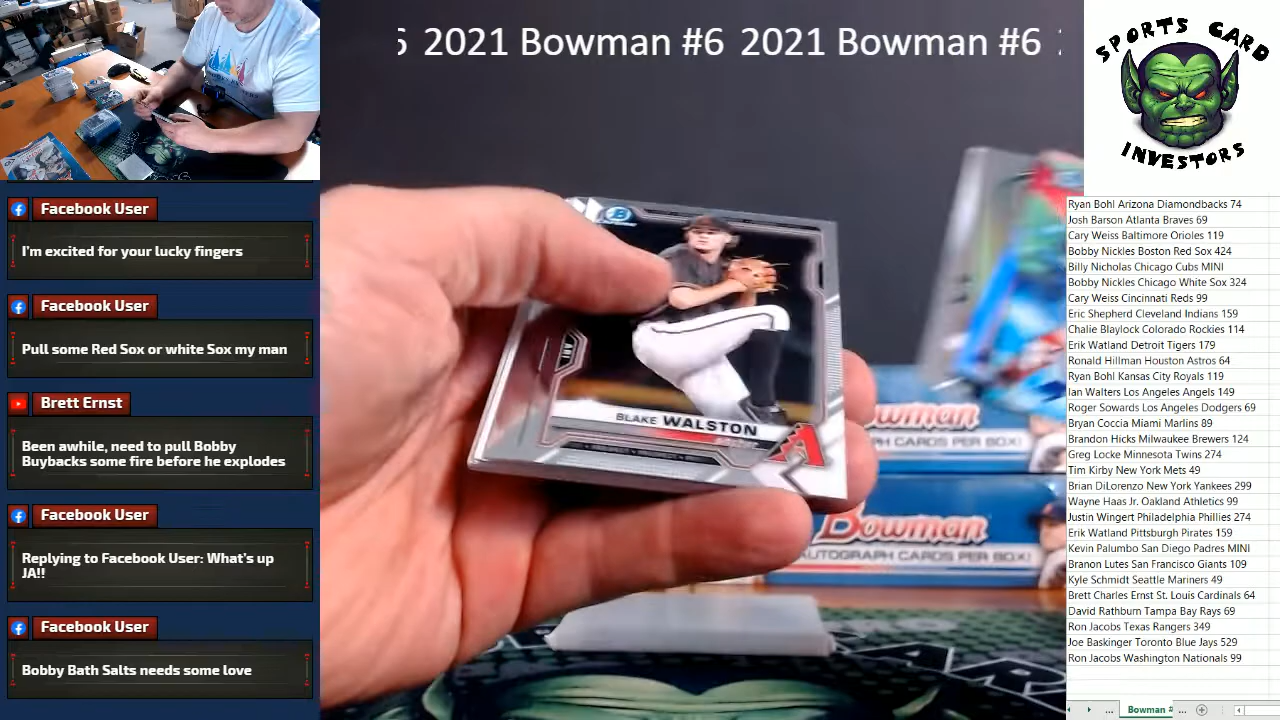 2021 Bowman #6 2021 Bowman #6
SPORTS CARD
INVESTORS
Facebook User
I'm excited for your lucky fingers
Facebook User
Pull some Red Sox or white Sox my man
Brett Ernst
Been awhile, need to pull Bobby
Buybacks some fire before he explodes
Facebook User
Replying to Facebook User: What's up
JA!!
Facebook User
Bobby Bath Salts needs some love
ARI
BLAKE WALSTON
Bowman
CARDS PER BOX!
Bowman
AUTOGRAPH CARDS PER BOX!
Ryan Bohl Arizona Diamondbacks 74
Josh Barson Atlanta Braves 69
Cary Weiss Baltimore Orioles 119
Bobby Nickles Boston Red Sox 424
Billy Nicholas Chicago Cubs MINI
Bobby Nickles Chicago White Sox 324
Cary Weiss Cincinnati Reds 99
Eric Shepherd Cleveland Indians 159
Chalie Blaylock Colorado Rockies 114
Erik Watland Detroit Tigers 179
Ronald Hillman Houston Astros 64
Ryan Bohl Kansas City Royals 119
Ian Walters Los Angeles Angels 149
Roger Sowards Los Angeles Dodgers 69
Bryan Coccia Miami Marlins 89
Brandon Hicks Milwaukee Brewers 124
Greg Locke Minnesota Twins 274
Tim Kirby New York Mets 49
Brian DiLorenzo New York Yankees 299
Wayne Haas Jr. Oakland Athletics 99
Justin Wingert Philadelphia Phillies 274
Erik Watland Pittsburgh Pirates 159
Kevin Palumbo San Diego Padres MINI
Branon Lutes San Francisco Giants 109
Kyle Schmidt Seattle Mariners 49
Brett Charles Ernst St. Louis Cardinals 64
David Rathburn Tampa Bay Rays 69
Ron Jacobs Texas Rangers 349
Joe Baskinger Toronto Blue Jays 529
Ron Jacobs Washington Nationals 99
... Bowman # ...